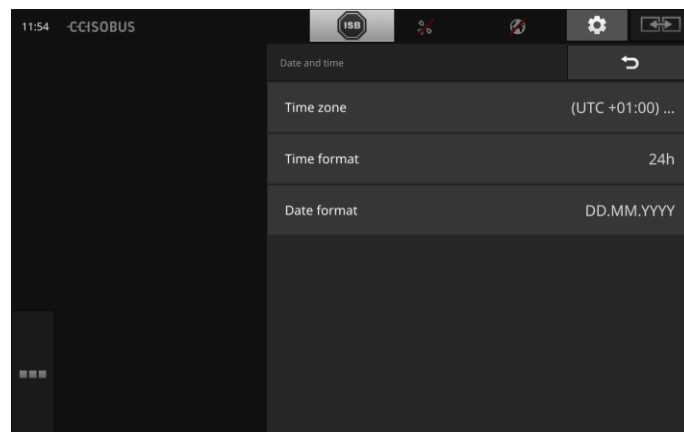 11:54 CCISOBUS ISB
Date and time
Time zone (UTC +01:00) ...
Time format 24h
Date format DD.MM.YYYY